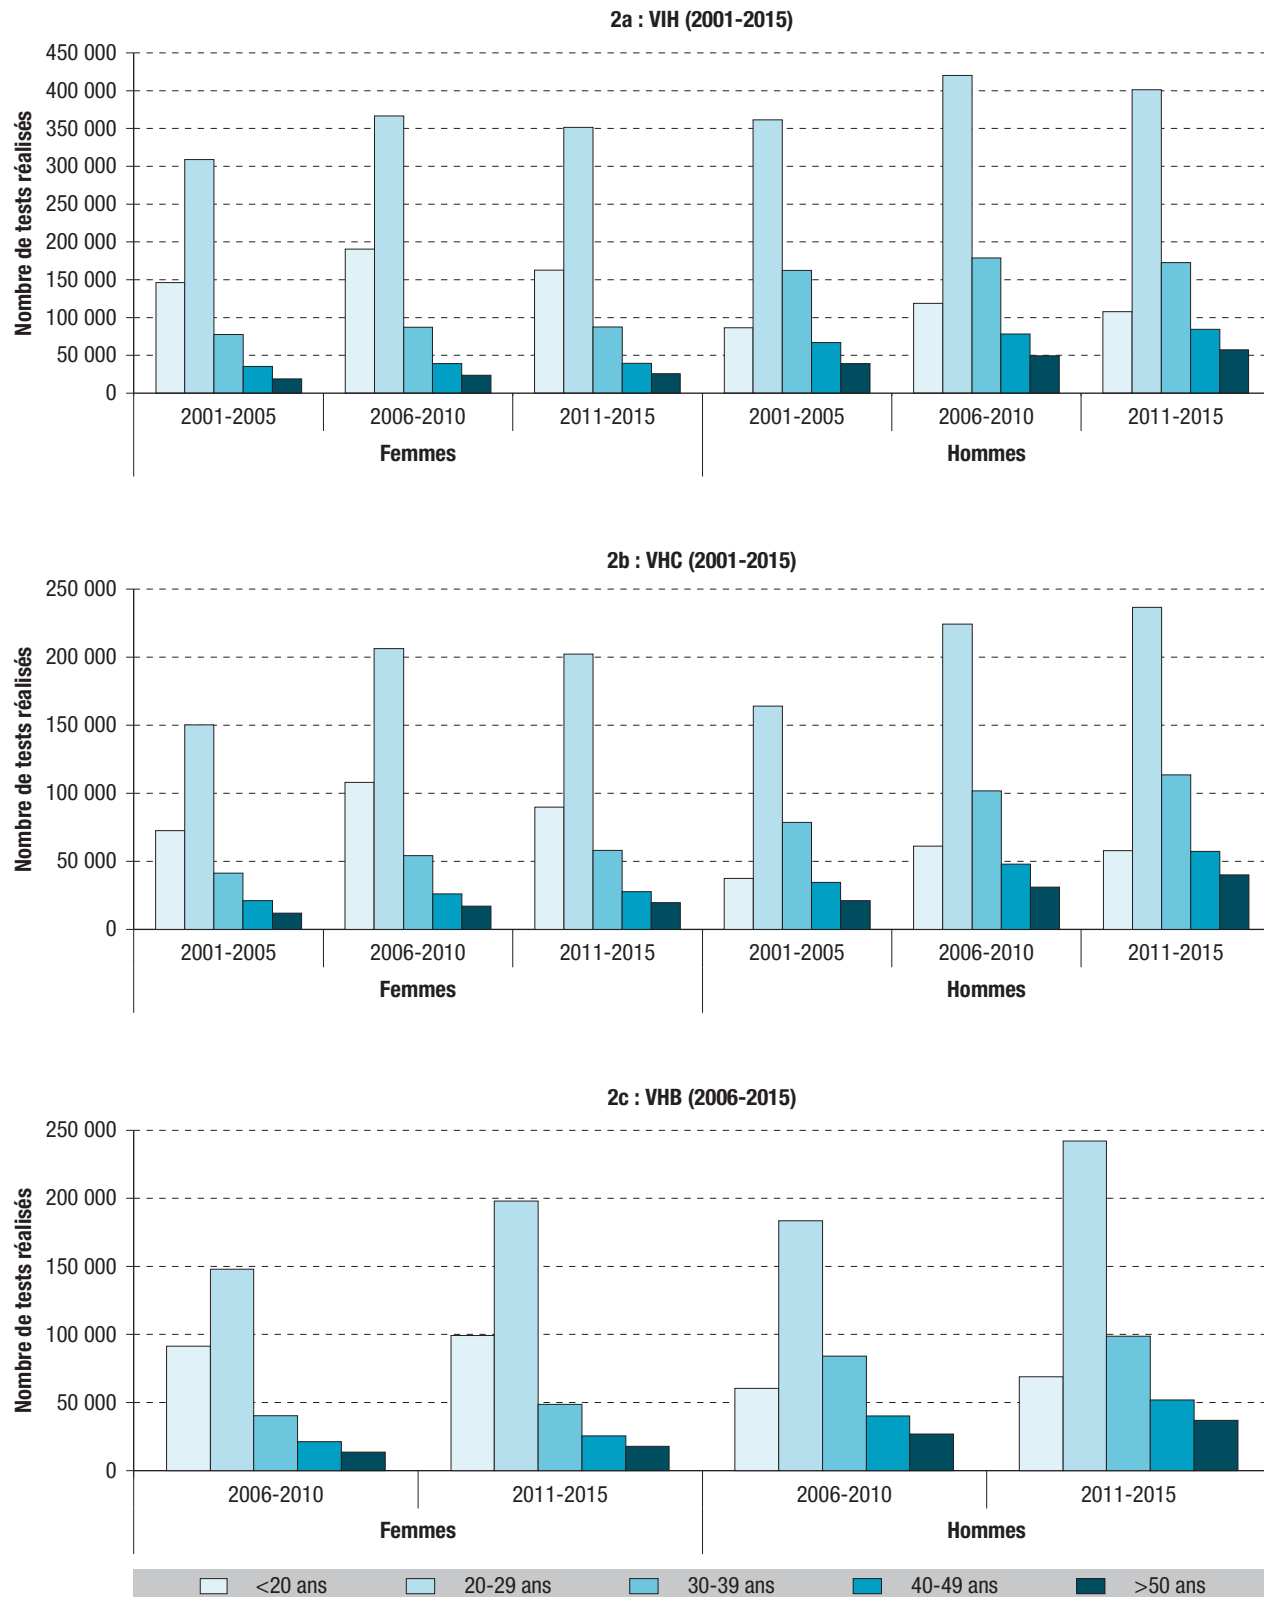 2a : VIH (2001-2015)
Nombre de tests réalisés
450 000
400 000
350 000
300 000
250 000
200 000
150 000
100 000
50 000
0
2001-2005 2006-2010 2011-2015 2001-2005 2006-2010 2011-2015
Femmes Hommes
2b : VHC (2001-2015)
Nombre de tests réalisés
250 000
200 000
150 000
100 000
50 000
0
2001-2005 2006-2010 2011-2015 2001-2005 2006-2010 2011-2015
Femmes Hommes
2c : VHB (2006-2015)
Nombre de tests réalisés
250 000
200 000
150 000
100 000
50 000
0
2006-2010 2011-2015 2006-2010 2011-2015
Femmes Hommes
<20 ans 20-29 ans 30-39 ans 40-49 ans >50 ans